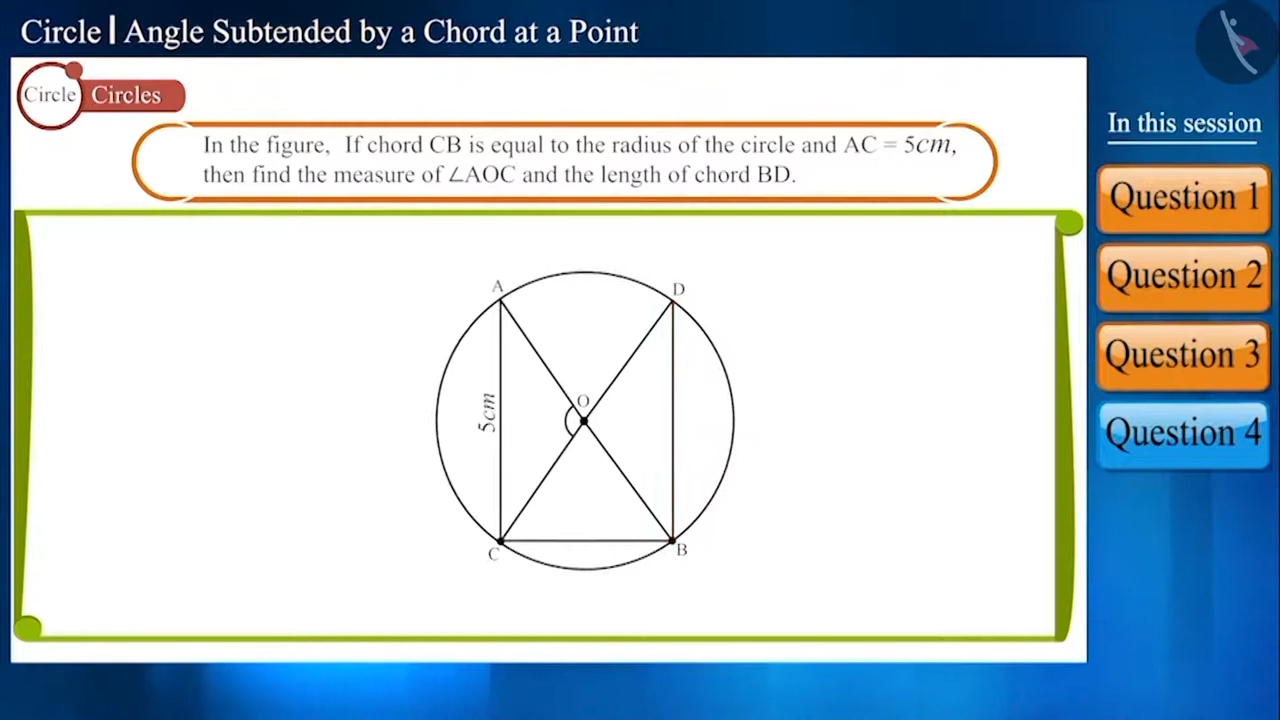 Circle | Angle Subtended by a Chord at a Point
Circle Circles
In the figure, If chord CB is equal to the radius of the circle and AC = 5cm,
then find the measure of ∠AOC and the length of chord BD.
In this session
Question 1
Question 2
Question 3
Question 4
A
D
5cm
O
C
B